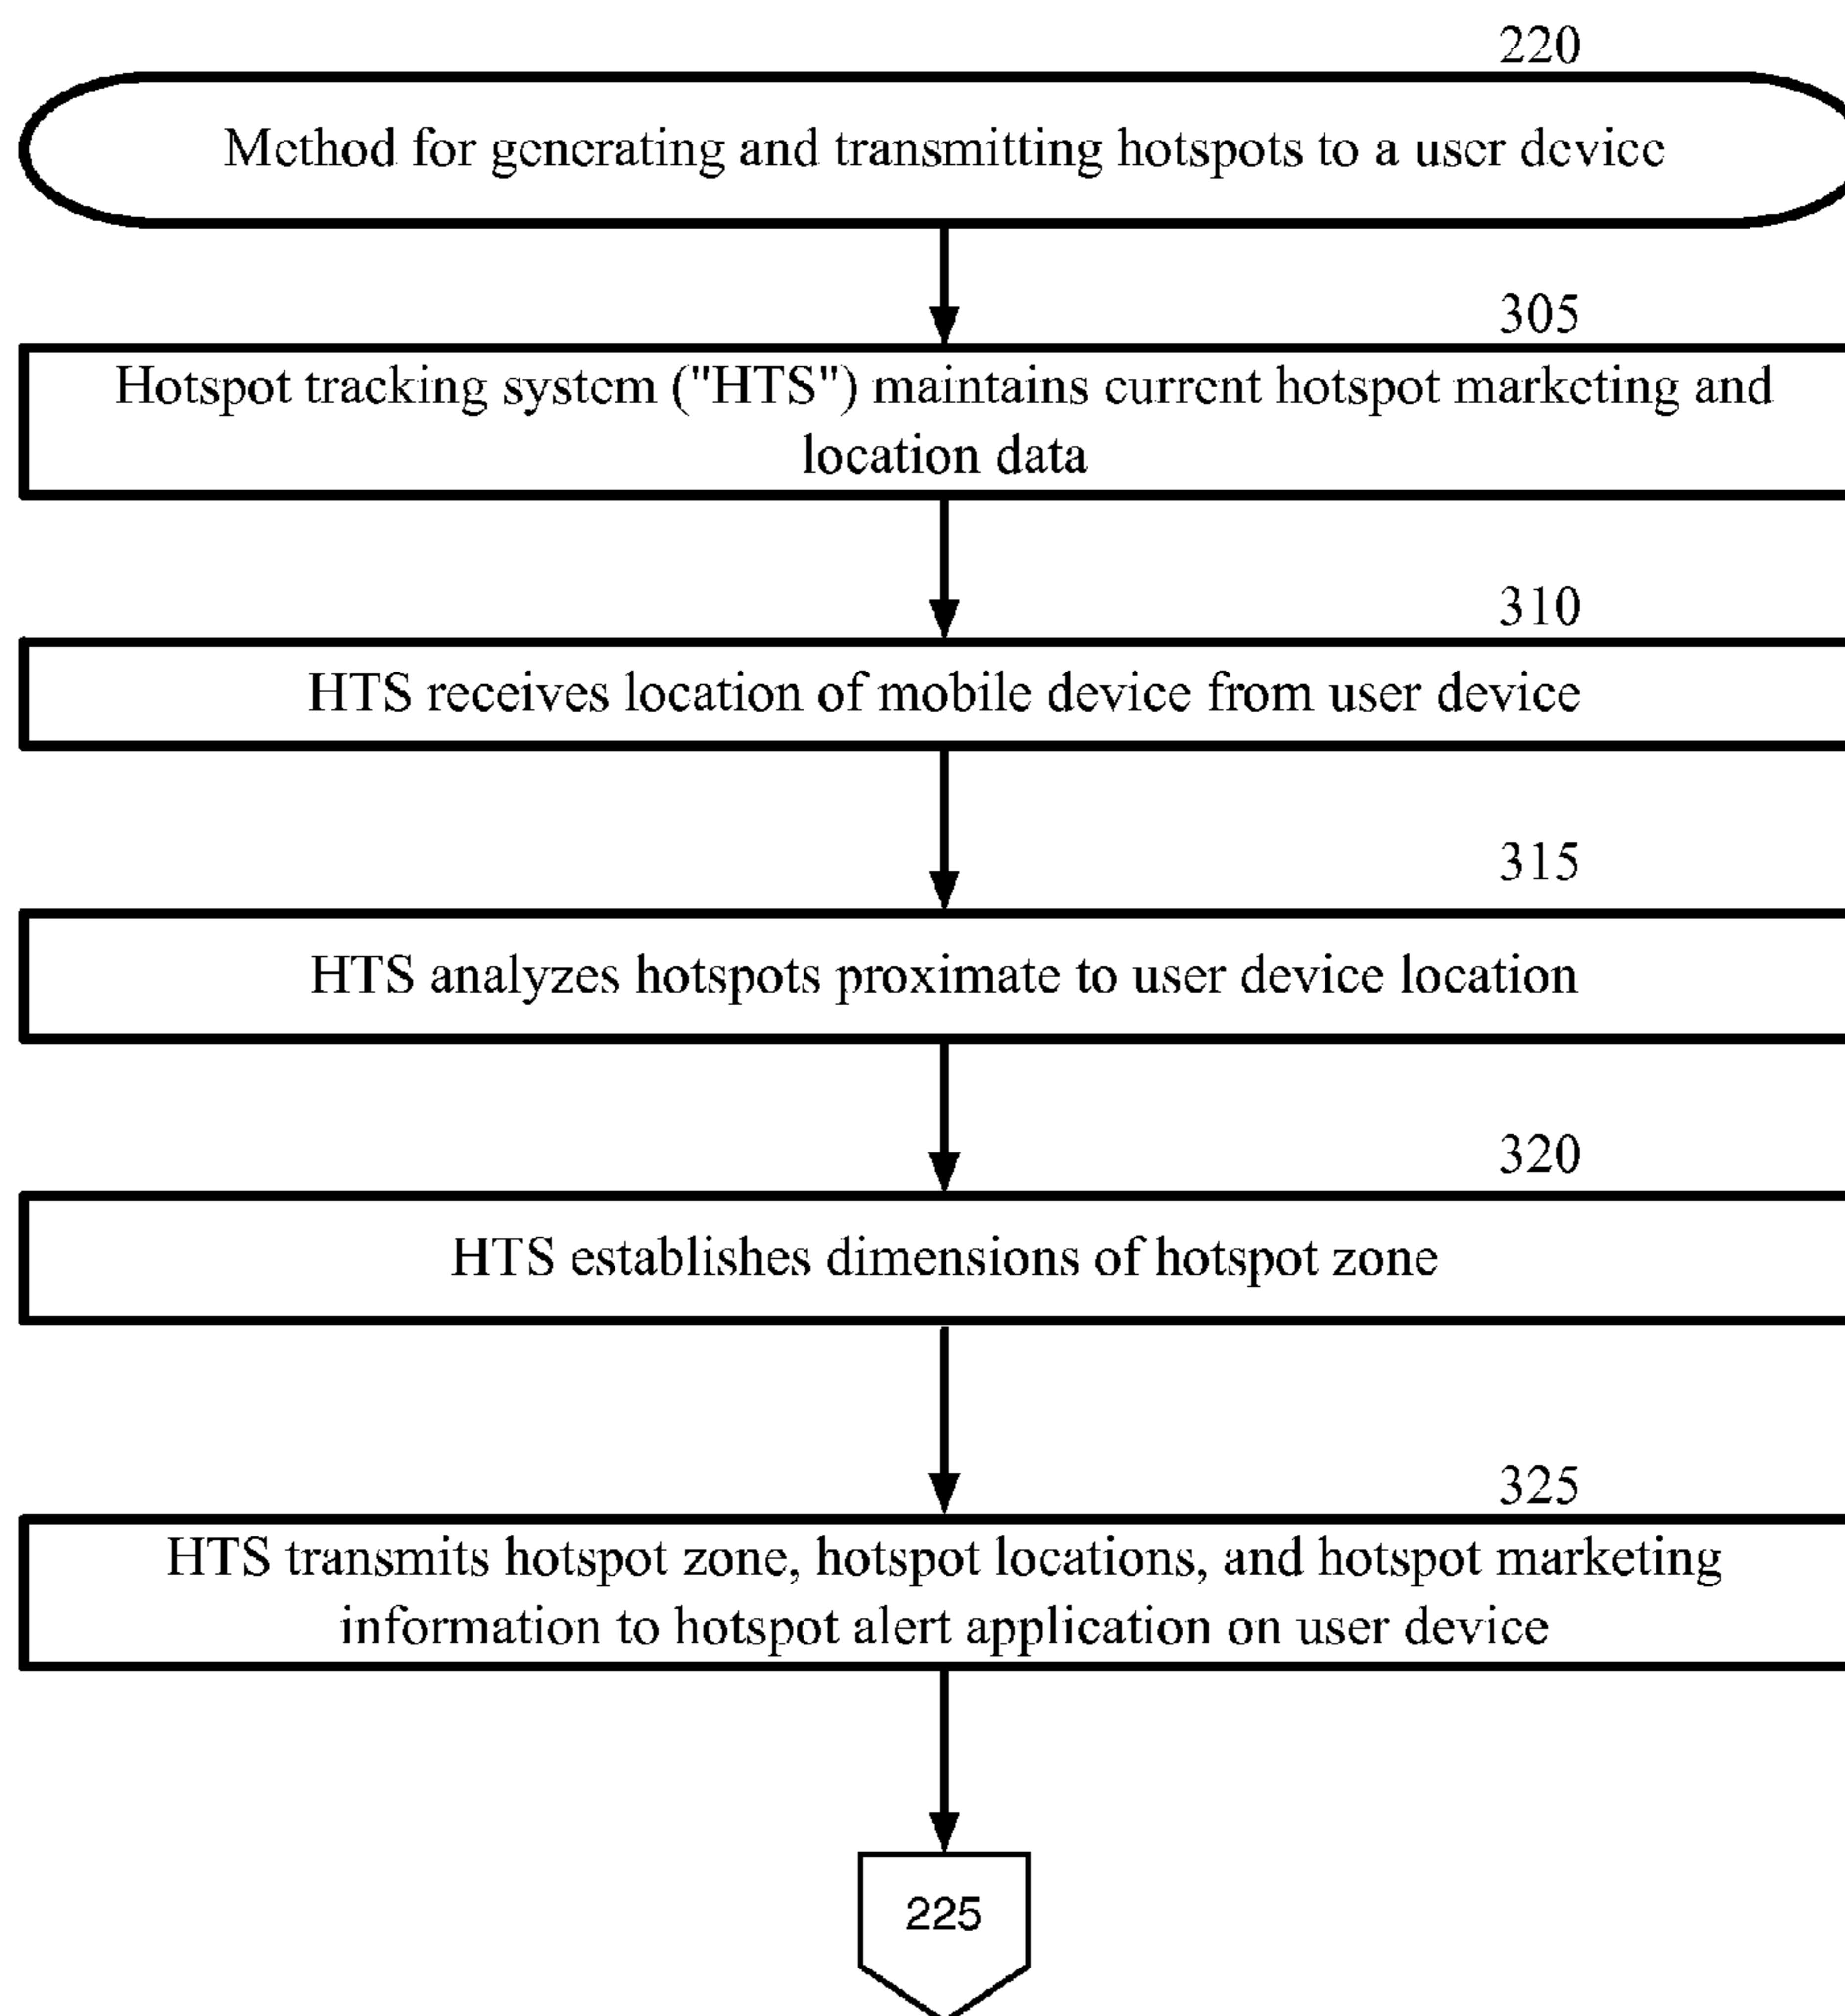 220
Method for generating and transmitting hotspots to a user device
305
Hotspot tracking system ("HTS") maintains current hotspot marketing and
location data
310
HTS receives location of mobile device from user device
315
HTS analyzes hotspots proximate to user device location
320
HTS establishes dimensions of hotspot zone
325
HTS transmits hotspot zone, hotspot locations, and hotspot marketing
information to hotspot alert application on user device
225